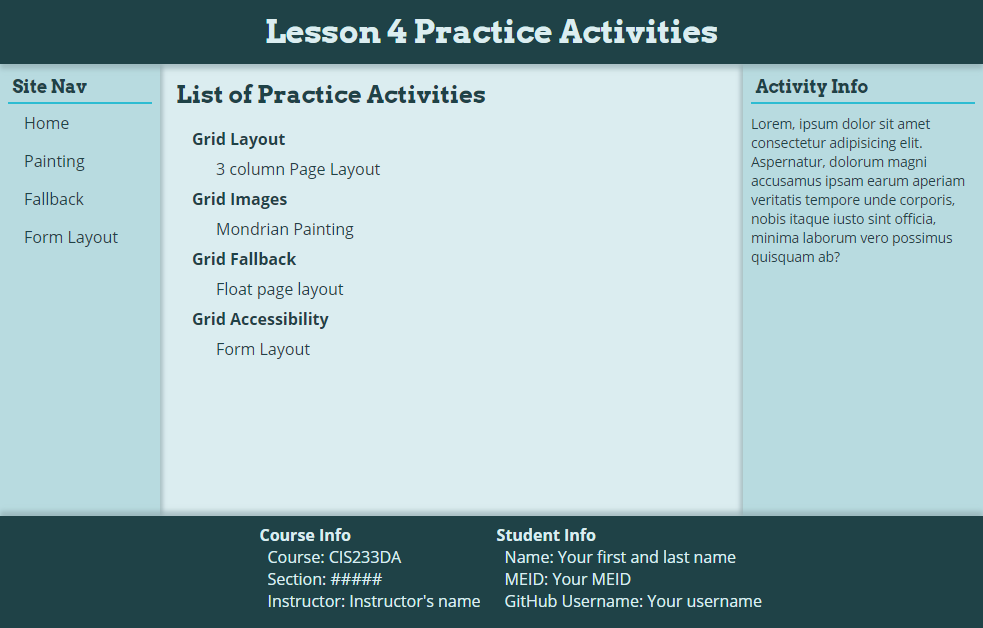 Lesson 4 Practice Activities
Site Nav
Home
Painting
Fallback
Form Layout
List of Practice Activities
Grid Layout
3 column Page Layout
Grid Images
Mondrian Painting
Grid Fallback
Float page layout
Grid Accessibility
Form Layout
Activity Info
Lorem, ipsum dolor sit amet
consectetur adipisicing elit.
Aspernatur, dolorum magni
accusamus ipsam earum aperiam
veritatis tempore unde corporis,
nobis itaque iusto sint officia,
minima laborum vero possimus
quisquam ab?
Course Info
Course: CIS233DA
Section: #####
Instructor: Instructor's name
Student Info
Name: Your first and last name
MEID: Your MEID
GitHub Username: Your username